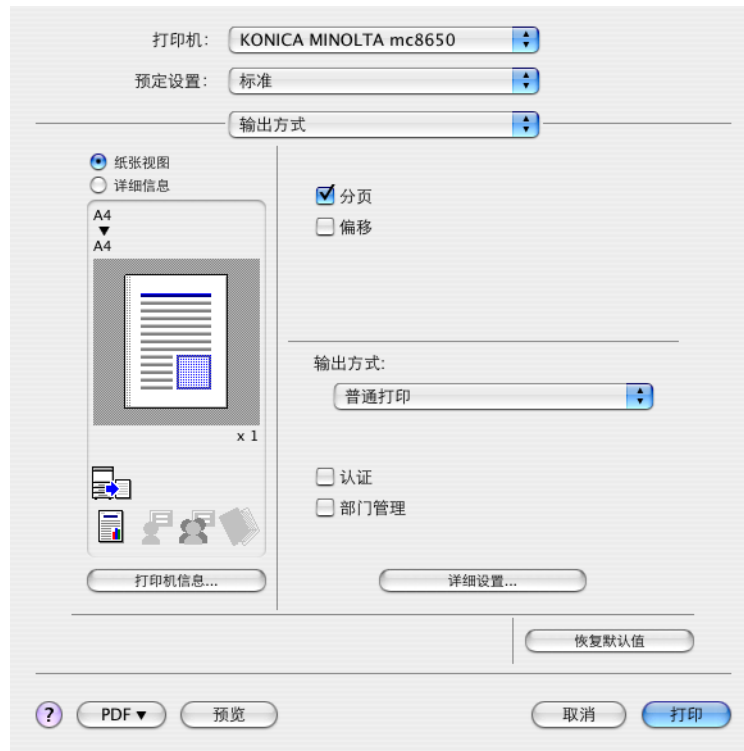 打印机: KONICA MINOLTA mc8650
预定设置: 标准
输出方式
纸张视图
详细信息
A4
▼
A4
x 1
打印机信息...
分页
偏移
输出方式:
普通打印
认证
部门管理
详细设置...
恢复默认值
? PDF▼ 预览 取消 打印